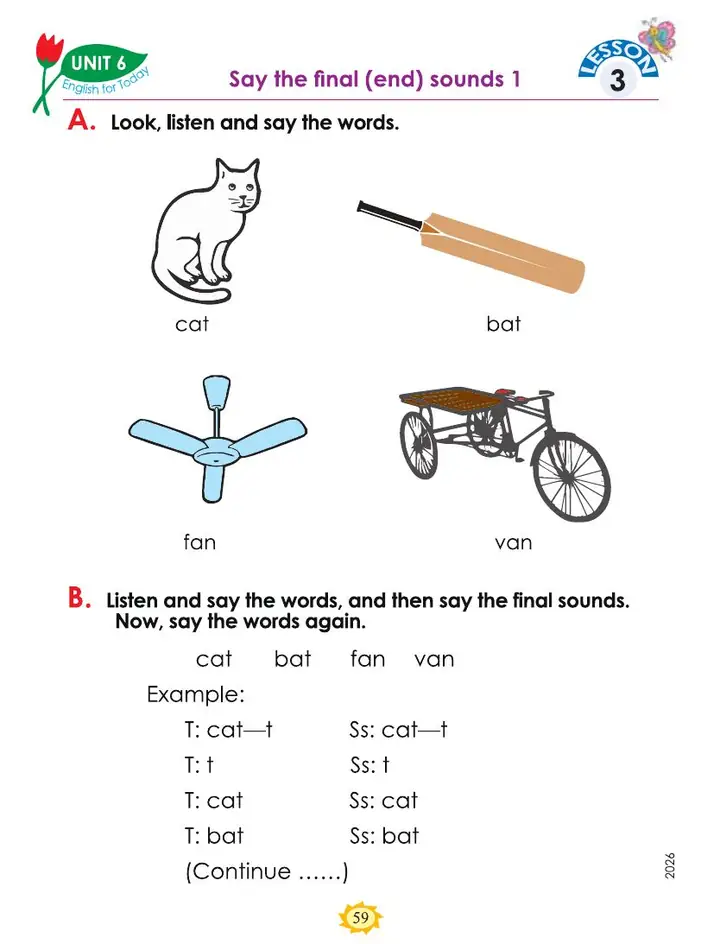 UNIT 6
English for Today
Say the final (end) sounds 1
LESSON
3
A. Look, listen and say the words.
cat bat
fan van
B. Listen and say the words, and then say the final sounds.
Now, say the words again.
cat bat fan van
Example:
T: cat—t Ss: cat—t
T: t Ss: t
T: cat Ss: cat
T: bat Ss: bat
(Continue ......)
2026
59